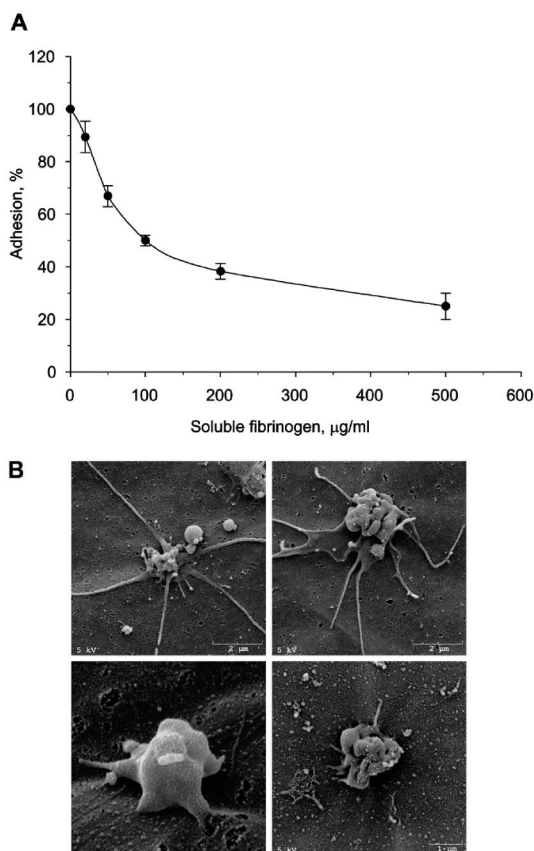 A
120
100
80
60
40
20
0
Adhesion, %
0 100 200 300 400 500 600
Soluble fibrinogen, μg/ml
B
5 kV 2 μm
5 kV 2 μm
5 kV 1 μm